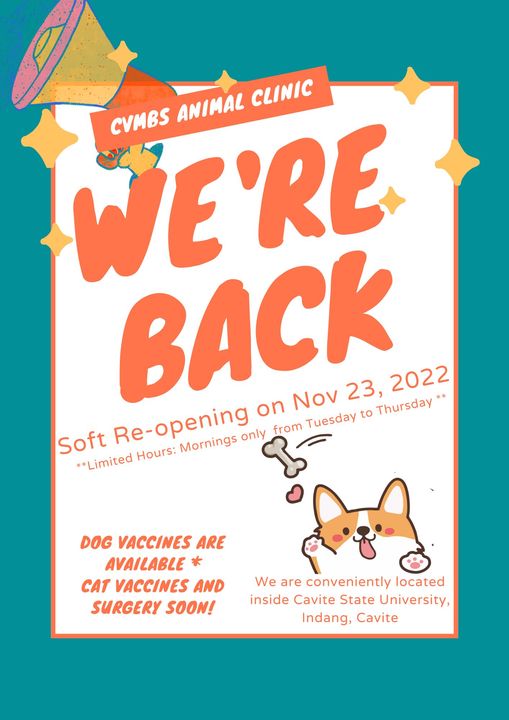 CVMBS ANIMAL CLINIC
WE'RE
BACK
Soft Re-opening on Nov 23, 2022
**Limited Hours: Mornings only from Tuesday to Thursday **
DOG VACCINES ARE
AVAILABLE *
CAT VACCINES AND
SURGERY SOON!
We are conveniently located
inside Cavite State University,
Indang, Cavite